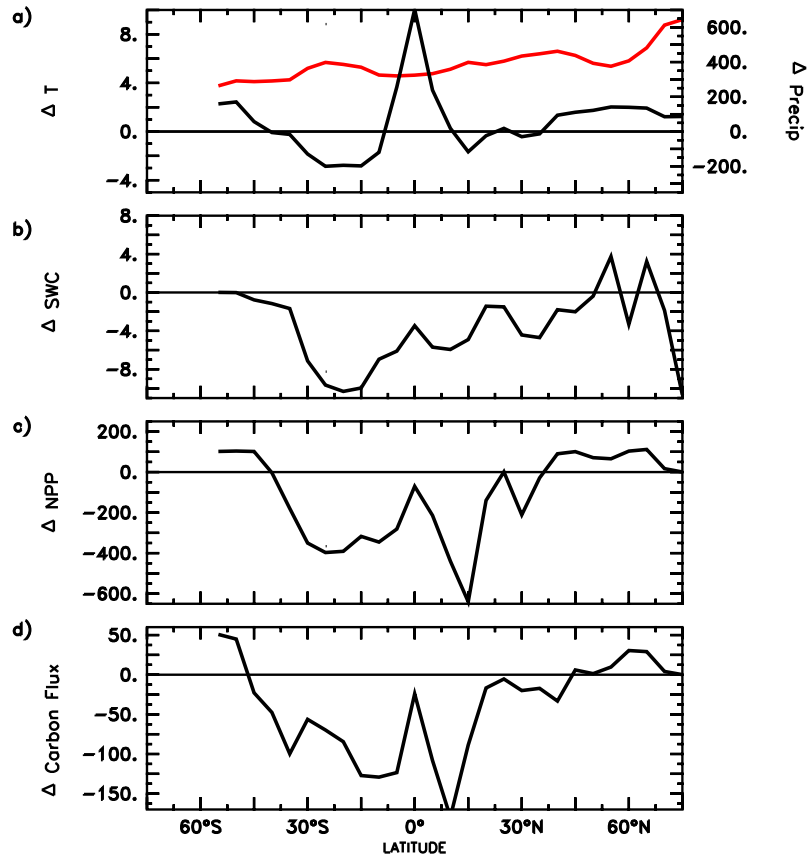 a)
8.
4.
0.
-4.
Δ T
600.
400.
200.
0.
-200.
Δ Precip
b)
8.
4.
0.
-4.
-8.
Δ SWC
c)
200.
0.
-200.
-400.
-600.
Δ NPP
d)
50.
0.
-50.
-100.
-150.
Δ Carbon Flux
60°S 30°S 0° 30°N 60°N
LATITUDE